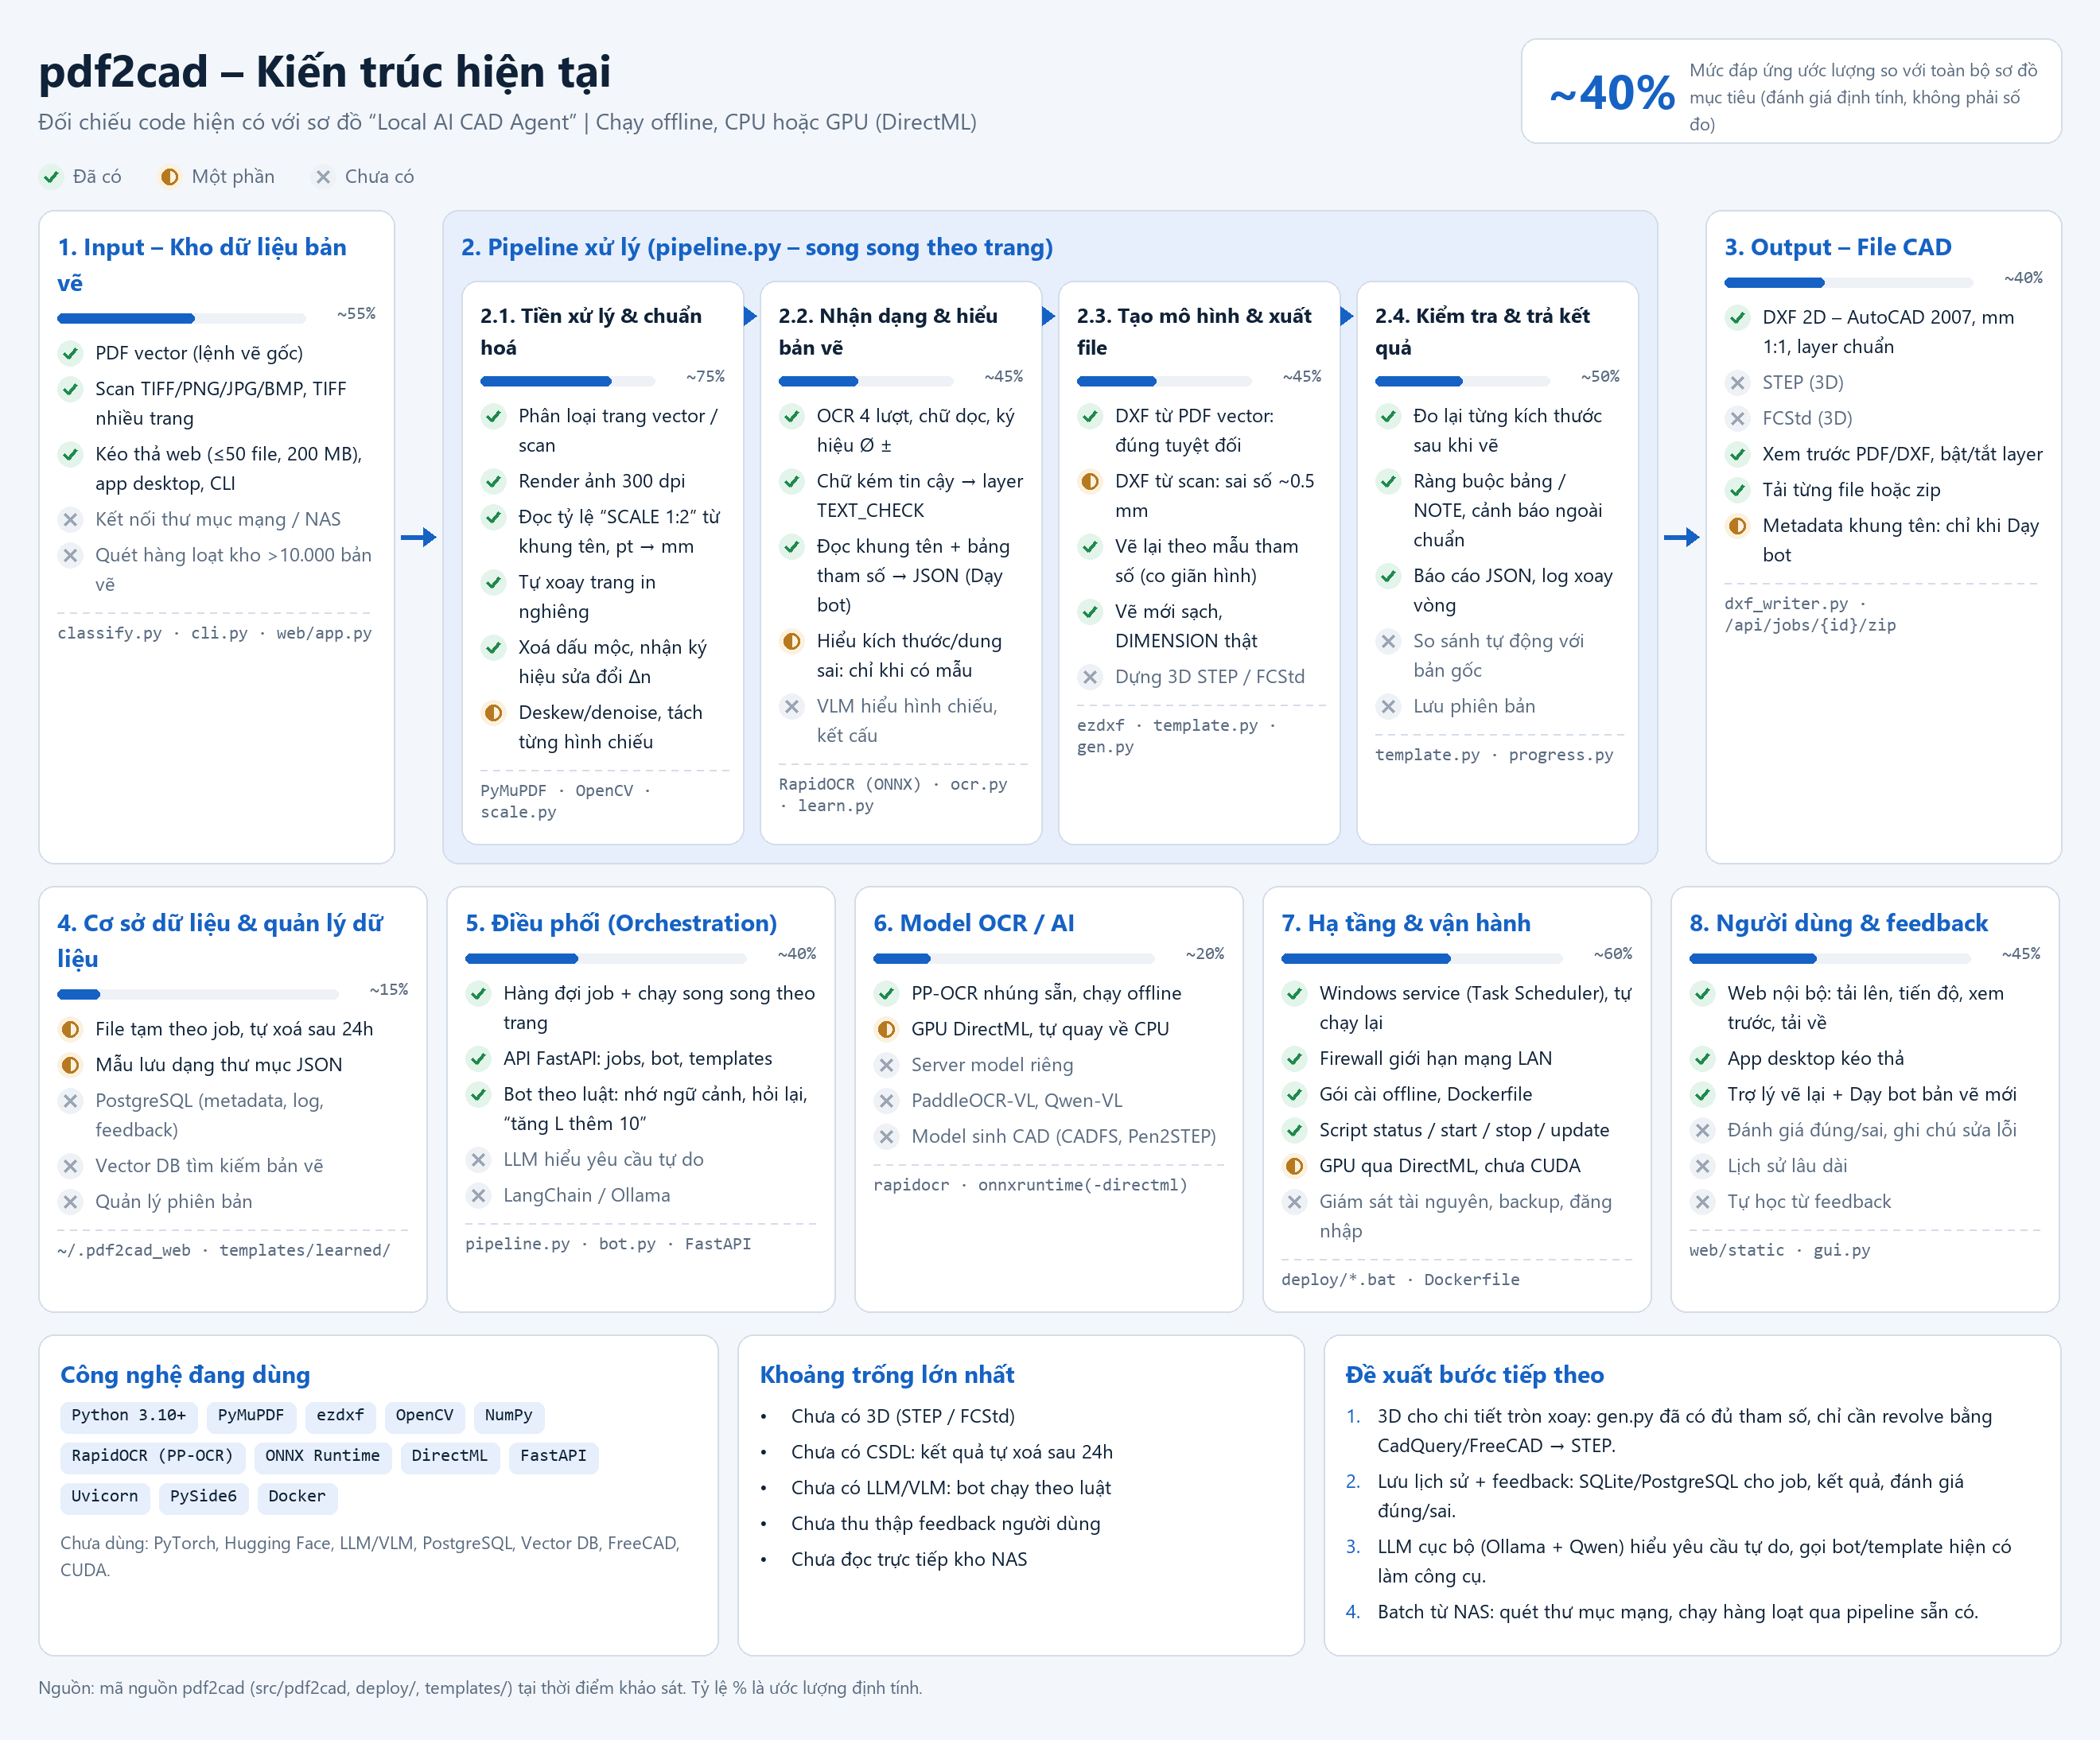 pdf2cad – Kiến trúc hiện tại
Đối chiếu code hiện có với sơ đồ “Local AI CAD Agent” | Chạy offline, CPU hoặc GPU (DirectML)
~40%
Mức đáp ứng ước lượng so với toàn bộ sơ đồ
mục tiêu (đánh giá định tính, không phải số
đo)
Đã có
Một phần
Chưa có
1. Input – Kho dữ liệu bản
vẽ
~55%
PDF vector (lệnh vẽ gốc)
Scan TIFF/PNG/JPG/BMP, TIFF
nhiều trang
Kéo thả web (≤50 file, 200 MB),
app desktop, CLI
Kết nối thư mục mạng / NAS
Quét hàng loạt kho >10.000 bản
vẽ
classify.py · cli.py · web/app.py
2. Pipeline xử lý (pipeline.py – song song theo trang)
2.1. Tiền xử lý & chuẩn
hoá
~75%
Phân loại trang vector /
scan
Render ảnh 300 dpi
Đọc tỷ lệ “SCALE 1:2” từ
khung tên, pt → mm
Tự xoay trang in
nghiêng
Xoá dấu mộc, nhận ký
hiệu sửa đổi Δn
Deskew/denoise, tách
từng hình chiếu
PyMuPDF · OpenCV ·
scale.py
2.2. Nhận dạng & hiểu
bản vẽ
~45%
OCR 4 lượt, chữ dọc, ký
hiệu Ø ±
Chữ kém tin cậy → layer
TEXT_CHECK
Đọc khung tên + bảng
tham số → JSON (Dạy
bot)
Hiểu kích thước/dung
sai: chỉ khi có mẫu
VLM hiểu hình chiếu,
kết cấu
RapidOCR (ONNX) · ocr.py
· learn.py
2.3. Tạo mô hình & xuất
file
~45%
DXF từ PDF vector:
đúng tuyệt đối
DXF từ scan: sai số ~0.5
mm
Vẽ lại theo mẫu tham
số (co giãn hình)
Vẽ mới sạch,
DIMENSION thật
Dựng 3D STEP / FCStd
ezdxf · template.py ·
gen.py
2.4. Kiểm tra & trả kết
quả
~50%
Đo lại từng kích thước
sau khi vẽ
Ràng buộc bảng /
NOTE, cảnh báo ngoài
chuẩn
Báo cáo JSON, log xoay
vòng
So sánh tự động với
bản gốc
Lưu phiên bản
template.py · progress.py
3. Output – File CAD
~40%
DXF 2D – AutoCAD 2007, mm
1:1, layer chuẩn
STEP (3D)
FCStd (3D)
Xem trước PDF/DXF, bật/tắt layer
Tải từng file hoặc zip
Metadata khung tên: chỉ khi Dạy
bot
dxf_writer.py ·
/api/jobs/{id}/zip
4. Cơ sở dữ liệu & quản lý dữ
liệu
~15%
File tạm theo job, tự xoá sau 24h
Mẫu lưu dạng thư mục JSON
PostgreSQL (metadata, log,
feedback)
Vector DB tìm kiếm bản vẽ
Quản lý phiên bản
~/.pdf2cad_web · templates/learned/
5. Điều phối (Orchestration)
~40%
Hàng đợi job + chạy song song theo
trang
API FastAPI: jobs, bot, templates
Bot theo luật: nhớ ngữ cảnh, hỏi lại,
“tăng L thêm 10”
LLM hiểu yêu cầu tự do
LangChain / Ollama
pipeline.py · bot.py · FastAPI
6. Model OCR / AI
~20%
PP-OCR nhúng sẵn, chạy offline
GPU DirectML, tự quay về CPU
Server model riêng
PaddleOCR-VL, Qwen-VL
Model sinh CAD (CADFS, Pen2STEP)
rapidocr · onnxruntime(-directml)
7. Hạ tầng & vận hành
~60%
Windows service (Task Scheduler), tự
chạy lại
Firewall giới hạn mạng LAN
Gói cài offline, Dockerfile
Script status / start / stop / update
GPU qua DirectML, chưa CUDA
Giám sát tài nguyên, backup, đăng
nhập
deploy/*.bat · Dockerfile
8. Người dùng & feedback
~45%
Web nội bộ: tải lên, tiến độ, xem
trước, tải về
App desktop kéo thả
Trợ lý vẽ lại + Dạy bot bản vẽ mới
Đánh giá đúng/sai, ghi chú sửa lỗi
Lịch sử lâu dài
Tự học từ feedback
web/static · gui.py
Công nghệ đang dùng
Python 3.10+ PyMuPDF ezdxf OpenCV NumPy
RapidOCR (PP-OCR) ONNX Runtime DirectML FastAPI
Uvicorn PySide6 Docker
Chưa dùng: PyTorch, Hugging Face, LLM/VLM, PostgreSQL, Vector DB, FreeCAD,
CUDA.
Khoảng trống lớn nhất
• Chưa có 3D (STEP / FCStd)
• Chưa có CSDL: kết quả tự xoá sau 24h
• Chưa có LLM/VLM: bot chạy theo luật
• Chưa thu thập feedback người dùng
• Chưa đọc trực tiếp kho NAS
Đề xuất bước tiếp theo
1. 3D cho chi tiết tròn xoay: gen.py đã có đủ tham số, chỉ cần revolve bằng
CadQuery/FreeCAD → STEP.
2. Lưu lịch sử + feedback: SQLite/PostgreSQL cho job, kết quả, đánh giá
đúng/sai.
3. LLM cục bộ (Ollama + Qwen) hiểu yêu cầu tự do, gọi bot/template hiện có
làm công cụ.
4. Batch từ NAS: quét thư mục mạng, chạy hàng loạt qua pipeline sẵn có.
Nguồn: mã nguồn pdf2cad (src/pdf2cad, deploy/, templates/) tại thời điểm khảo sát. Tỷ lệ % là ước lượng định tính.